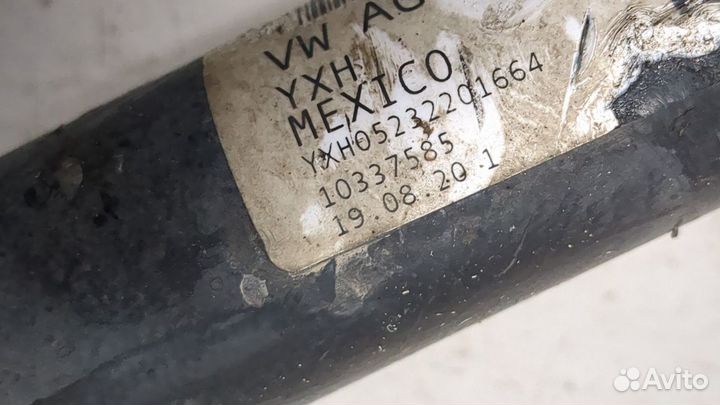 VW AG
YXH
MEXICO
YXH05232201664
10337585
19.08.20 1
Avito